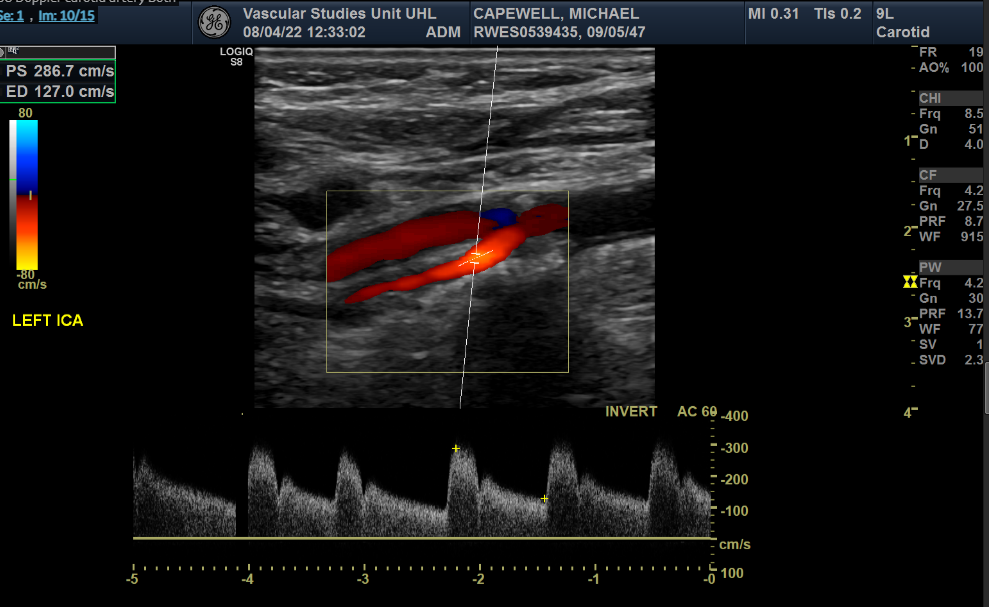 Doppler carotid artery Both
Se: 1 , Im: 10/15
Vascular Studies Unit UHL
08/04/22 12:33:02 ADM
CAPEWELL, MICHAEL
RWES0539435, 09/05/47
MI 0.31 TIs 0.2
9L
Carotid
LOGIQ
S8
PS 286.7 cm/s
ED 127.0 cm/s
80
-80
cm/s
LEFT ICA
FR 19
AO% 100
CHI
Frq 8.5
Gn 51
D 4.0
CF
Frq 4.2
Gn 27.5
PRF 8.7
WF 915
PW
Frq 4.2
Gn 30
PRF 13.7
WF 77
SV 1
SVD 2.3
1
2
3
4
INVERT AC 60
-400
-300
-200
-100
cm/s
100
-5 -4 -3 -2 -1 -0